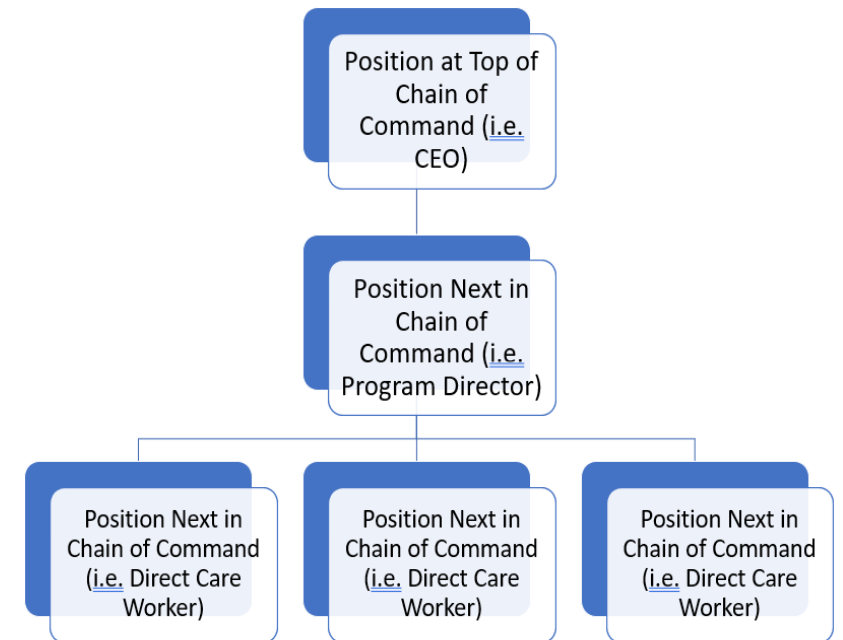 Position at Top of
Chain of
Command (i.e.
CEO)
Position Next in
Chain of
Command (i.e.
Program Director)
Position Next in
Chain of Command
(i.e. Direct Care
Worker)
Position Next in
Chain of Command
(i.e. Direct Care
Worker)
Position Next in
Chain of Command
(i.e. Direct Care
Worker)